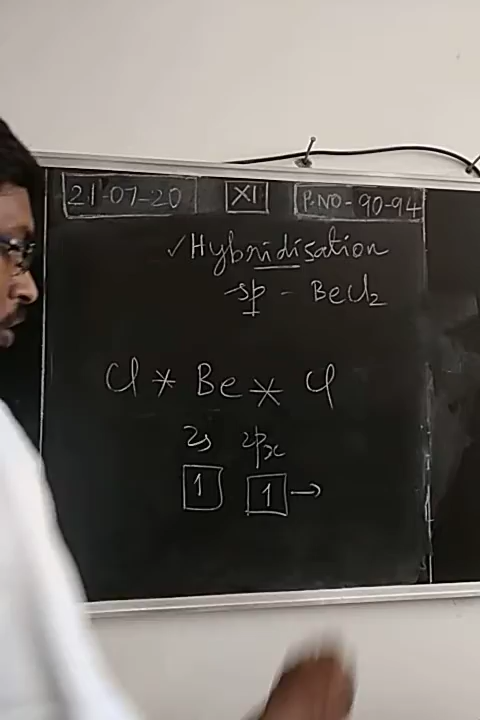 21-07-20 XI P.NO-90-94
✓Hybridisation
sp - BeCl2
Cl * Be * Cl
2s 2px
1 1 →